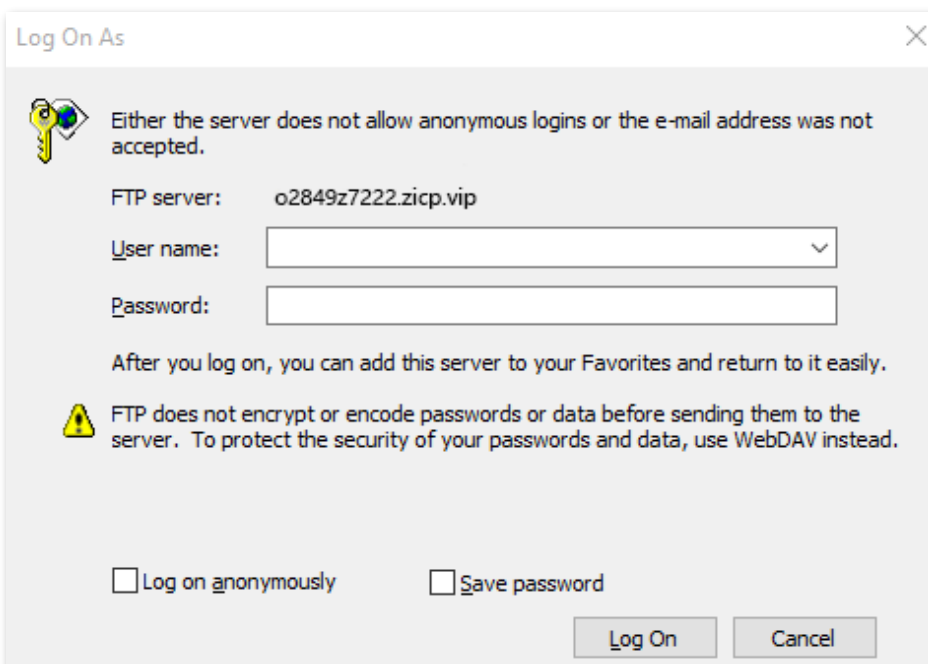 Log On As
Either the server does not allow anonymous logins or the e-mail address was not
accepted.
FTP server: o2849z7222.zicp.vip
User name:
Password:
After you log on, you can add this server to your Favorites and return to it easily.
FTP does not encrypt or encode passwords or data before sending them to the
server. To protect the security of your passwords and data, use WebDAV instead.
Log on anonymously Save password
Log On Cancel